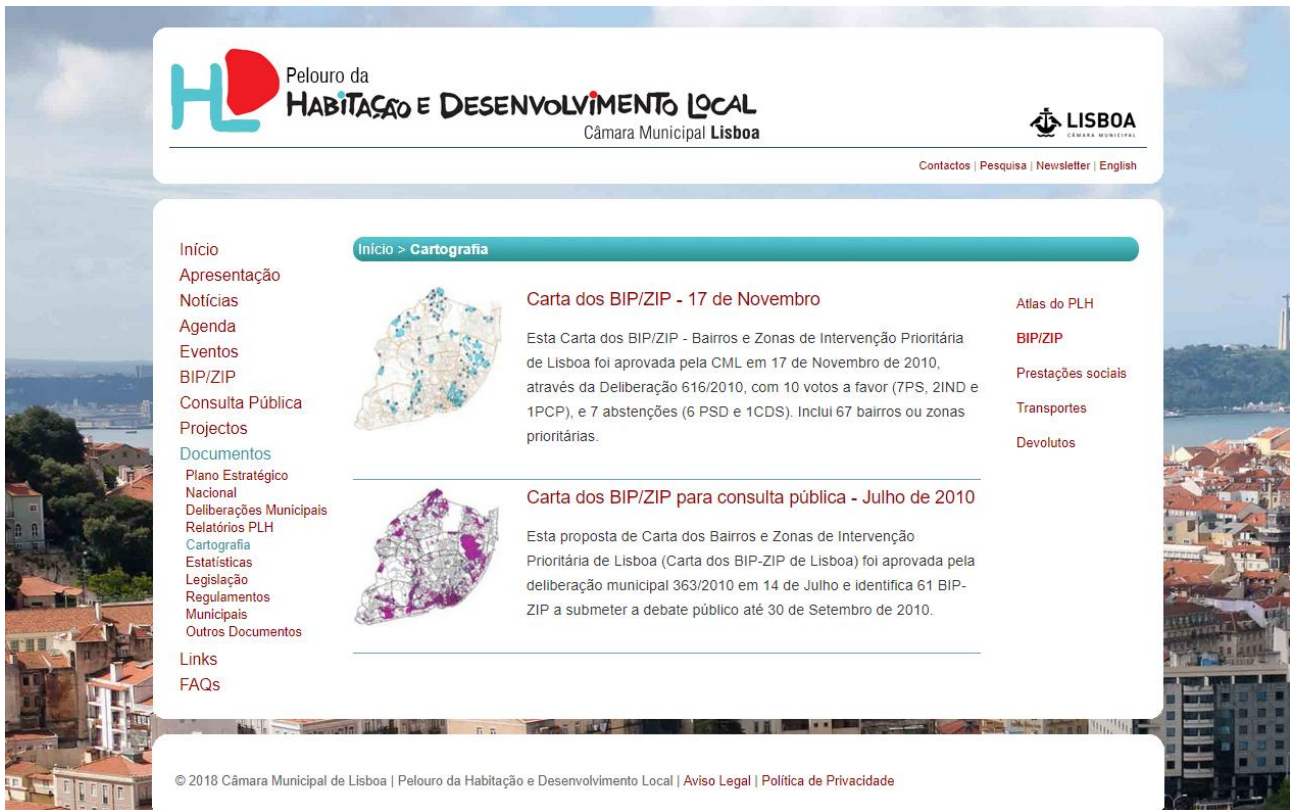 Pelouro da
HABITAÇÃO E DESENVOLVIMENTO LOCAL
Câmara Municipal Lisboa
LISBOA
CÂMARA MUNICIPAL
Contactos | Pesquisa | Newsletter | English
Início
Apresentação
Notícias
Agenda
Eventos
BIP/ZIP
Consulta Pública
Projectos
Documentos
Plano Estratégico
Nacional
Deliberações Municipais
Relatórios PLH
Cartografia
Estatísticas
Legislação
Regulamentos
Municipais
Outros Documentos
Links
FAQs
Início > Cartografia
Carta dos BIP/ZIP - 17 de Novembro
Esta Carta dos BIP/ZIP - Bairros e Zonas de Intervenção Prioritária
de Lisboa foi aprovada pela CML em 17 de Novembro de 2010,
através da Deliberação 616/2010, com 10 votos a favor (7PS, 2IND e
1PCP), e 7 abstenções (6 PSD e 1CDS). Inclui 67 bairros ou zonas
prioritárias.
Carta dos BIP/ZIP para consulta pública - Julho de 2010
Esta proposta de Carta dos Bairros e Zonas de Intervenção
Prioritária de Lisboa (Carta dos BIP-ZIP de Lisboa) foi aprovada pela
deliberação municipal 363/2010 em 14 de Julho e identifica 61 BIP-
ZIP a submeter a debate público até 30 de Setembro de 2010.
Atlas do PLH
BIP/ZIP
Prestações sociais
Transportes
Devolutos
© 2018 Câmara Municipal de Lisboa | Pelouro da Habitação e Desenvolvimento Local | Aviso Legal | Política de Privacidade